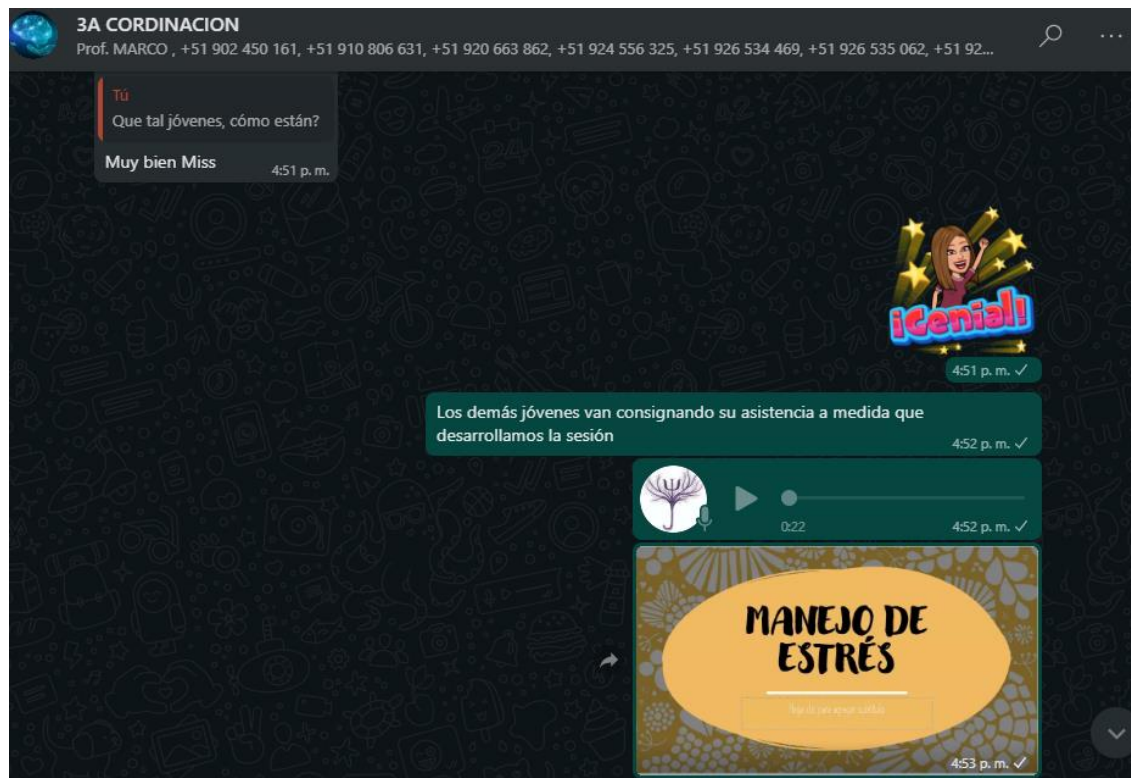 3A CORDINACION
Prof. MARCO , +51 902 450 161, +51 910 806 631, +51 920 663 862, +51 924 556 325, +51 926 534 469, +51 926 535 062, +51 92...
Tú
Que tal jóvenes, cómo están?
Muy bien Miss
4:51 p. m.
¡Genial!
4:51 p. m.
Los demás jóvenes van consignando su asistencia a medida que
desarrollamos la sesión
4:52 p. m.
0:22
4:52 p. m.
MANEJO DE
ESTRÉS
4:53 p. m.